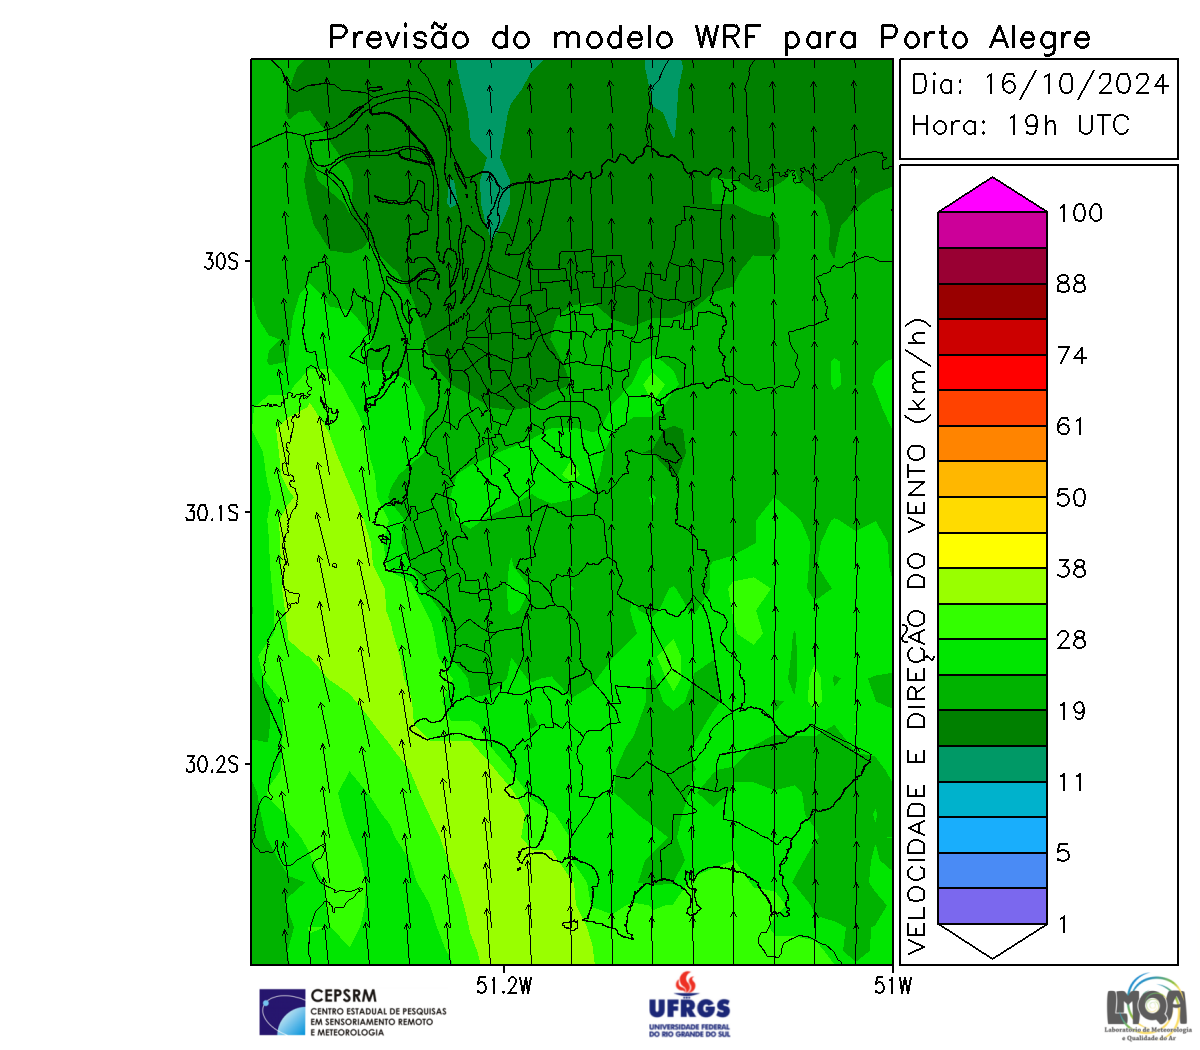 Previsão do modelo WRF para Porto Alegre
Dia: 16/10/2024
Hora: 19h UTC
30S
30.1S
30.2S
51.2W
51W
VELOCIDADE E DIREÇÃO DO VENTO (km/h)
100
88
74
61
50
38
28
19
11
5
1
CEPSRM
CENTRO ESTADUAL DE PESQUISAS
EM SENSORIAMENTO REMOTO
E METEOROLOGIA
UFRGS
UNIVERSIDADE FEDERAL
DO RIO GRANDE DO SUL
LMQA
Laboratório de Meteorologia
e Qualidade do Ar